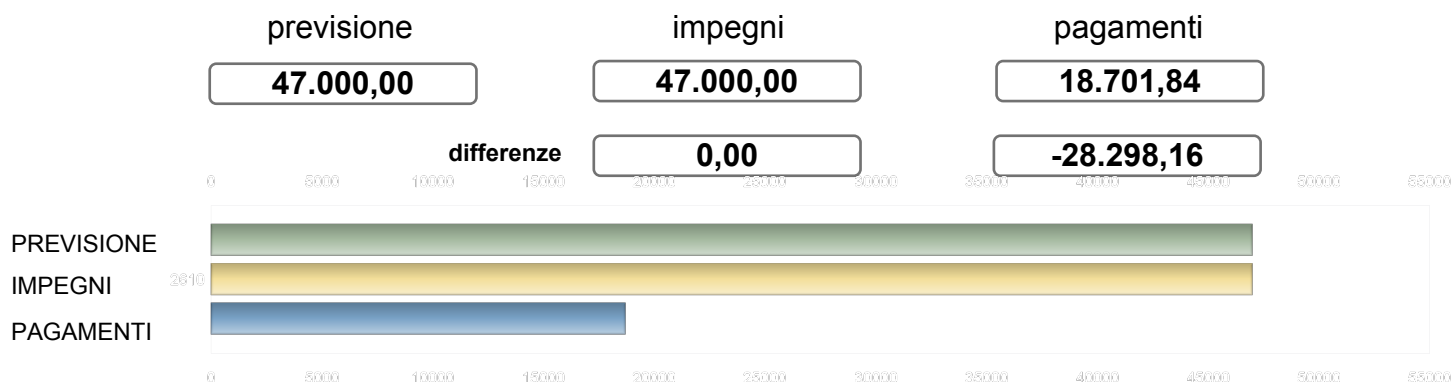 previsione impegni pagamenti
47.000,00 47.000,00 18.701,84
differenze 0,00 -28.298,16
0 5000 10000 15000 20000 25000 30000 35000 40000 45000 50000 55000
PREVISIONE
IMPEGNI 2610
PAGAMENTI
0 5000 10000 15000 20000 25000 30000 35000 40000 45000 50000 55000